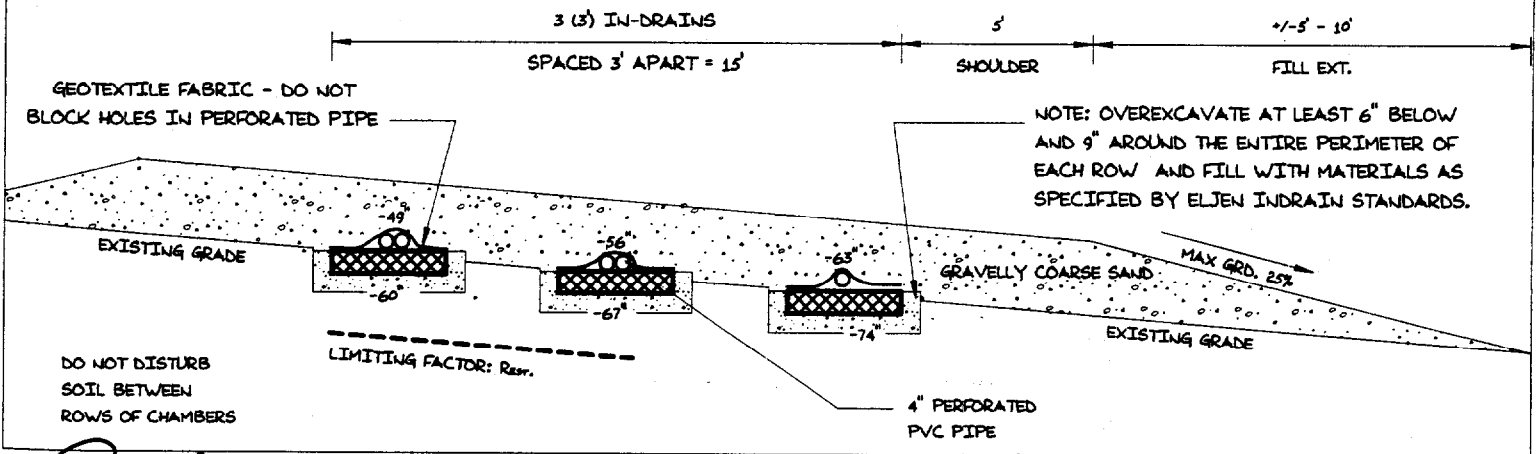 3 (3') IN-DRAINS
5'
+/-5' - 10'
SPACED 3' APART = 15'
SHOULDER
FILL EXT.
GEOTEXTILE FABRIC - DO NOT
BLOCK HOLES IN PERFORATED PIPE
NOTE: OVEREXCAVATE AT LEAST 6" BELOW
AND 9" AROUND THE ENTIRE PERIMETER OF
EACH ROW AND FILL WITH MATERIALS AS
SPECIFIED BY ELJEN INDRAIN STANDARDS.
-49"
-56"
-63"
EXISTING GRADE
GRAVELLY COARSE SAND
MAX GRD. 25%
-60"
-67"
-74"
EXISTING GRADE
LIMITING FACTOR: REST.
DO NOT DISTURB
SOIL BETWEEN
ROWS OF CHAMBERS
4" PERFORATED
PVC PIPE